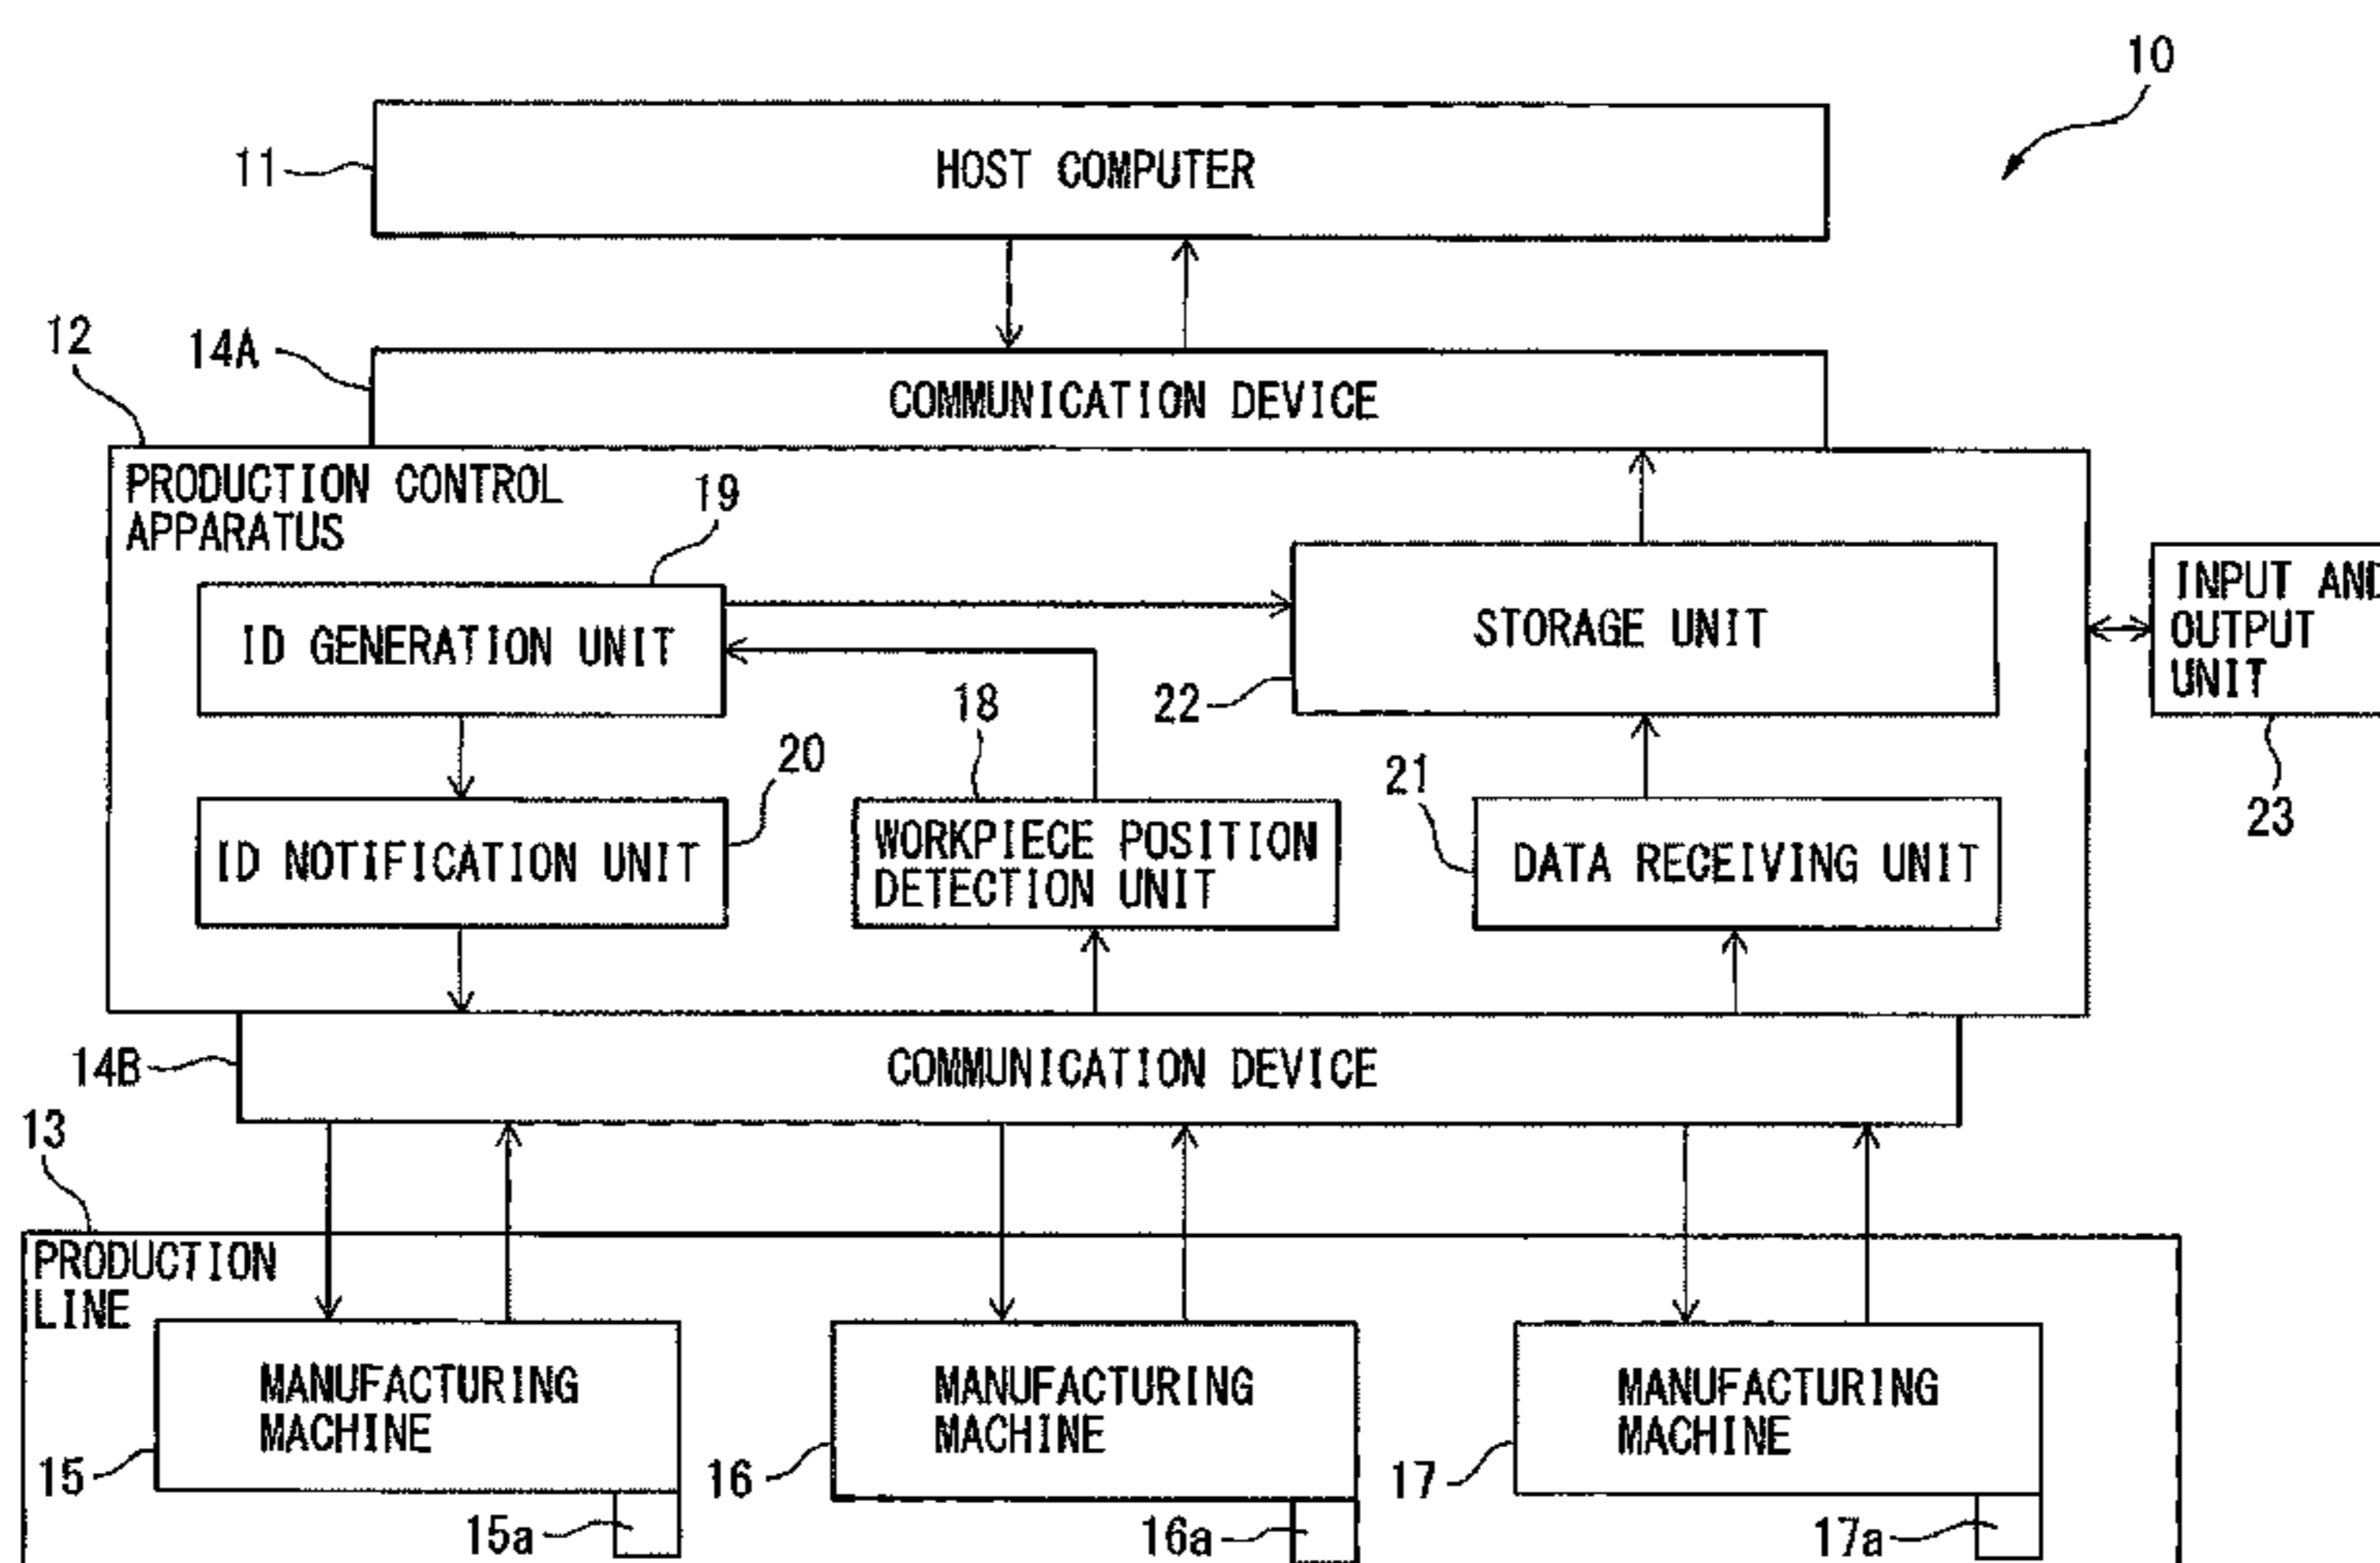 10
11
HOST COMPUTER
12
14A
COMMUNICATION DEVICE
PRODUCTION CONTROL
APPARATUS
19
ID GENERATION UNIT
STORAGE UNIT
22
INPUT AND
OUTPUT
UNIT
23
18
20
21
ID NOTIFICATION UNIT
WORKPIECE POSITION
DETECTION UNIT
DATA RECEIVING UNIT
14B
COMMUNICATION DEVICE
13
PRODUCTION
LINE
MANUFACTURING
MACHINE
15
15a
MANUFACTURING
MACHINE
16
16a
MANUFACTURING
MACHINE
17
17a